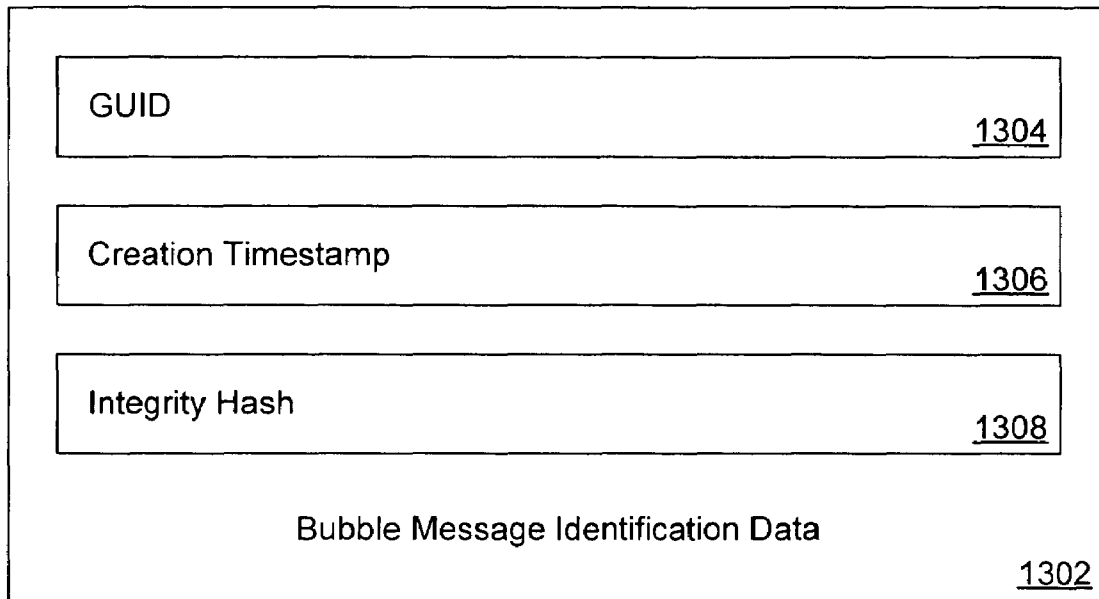 GUID
1304
Creation Timestamp
1306
Integrity Hash
1308
Bubble Message Identification Data
1302